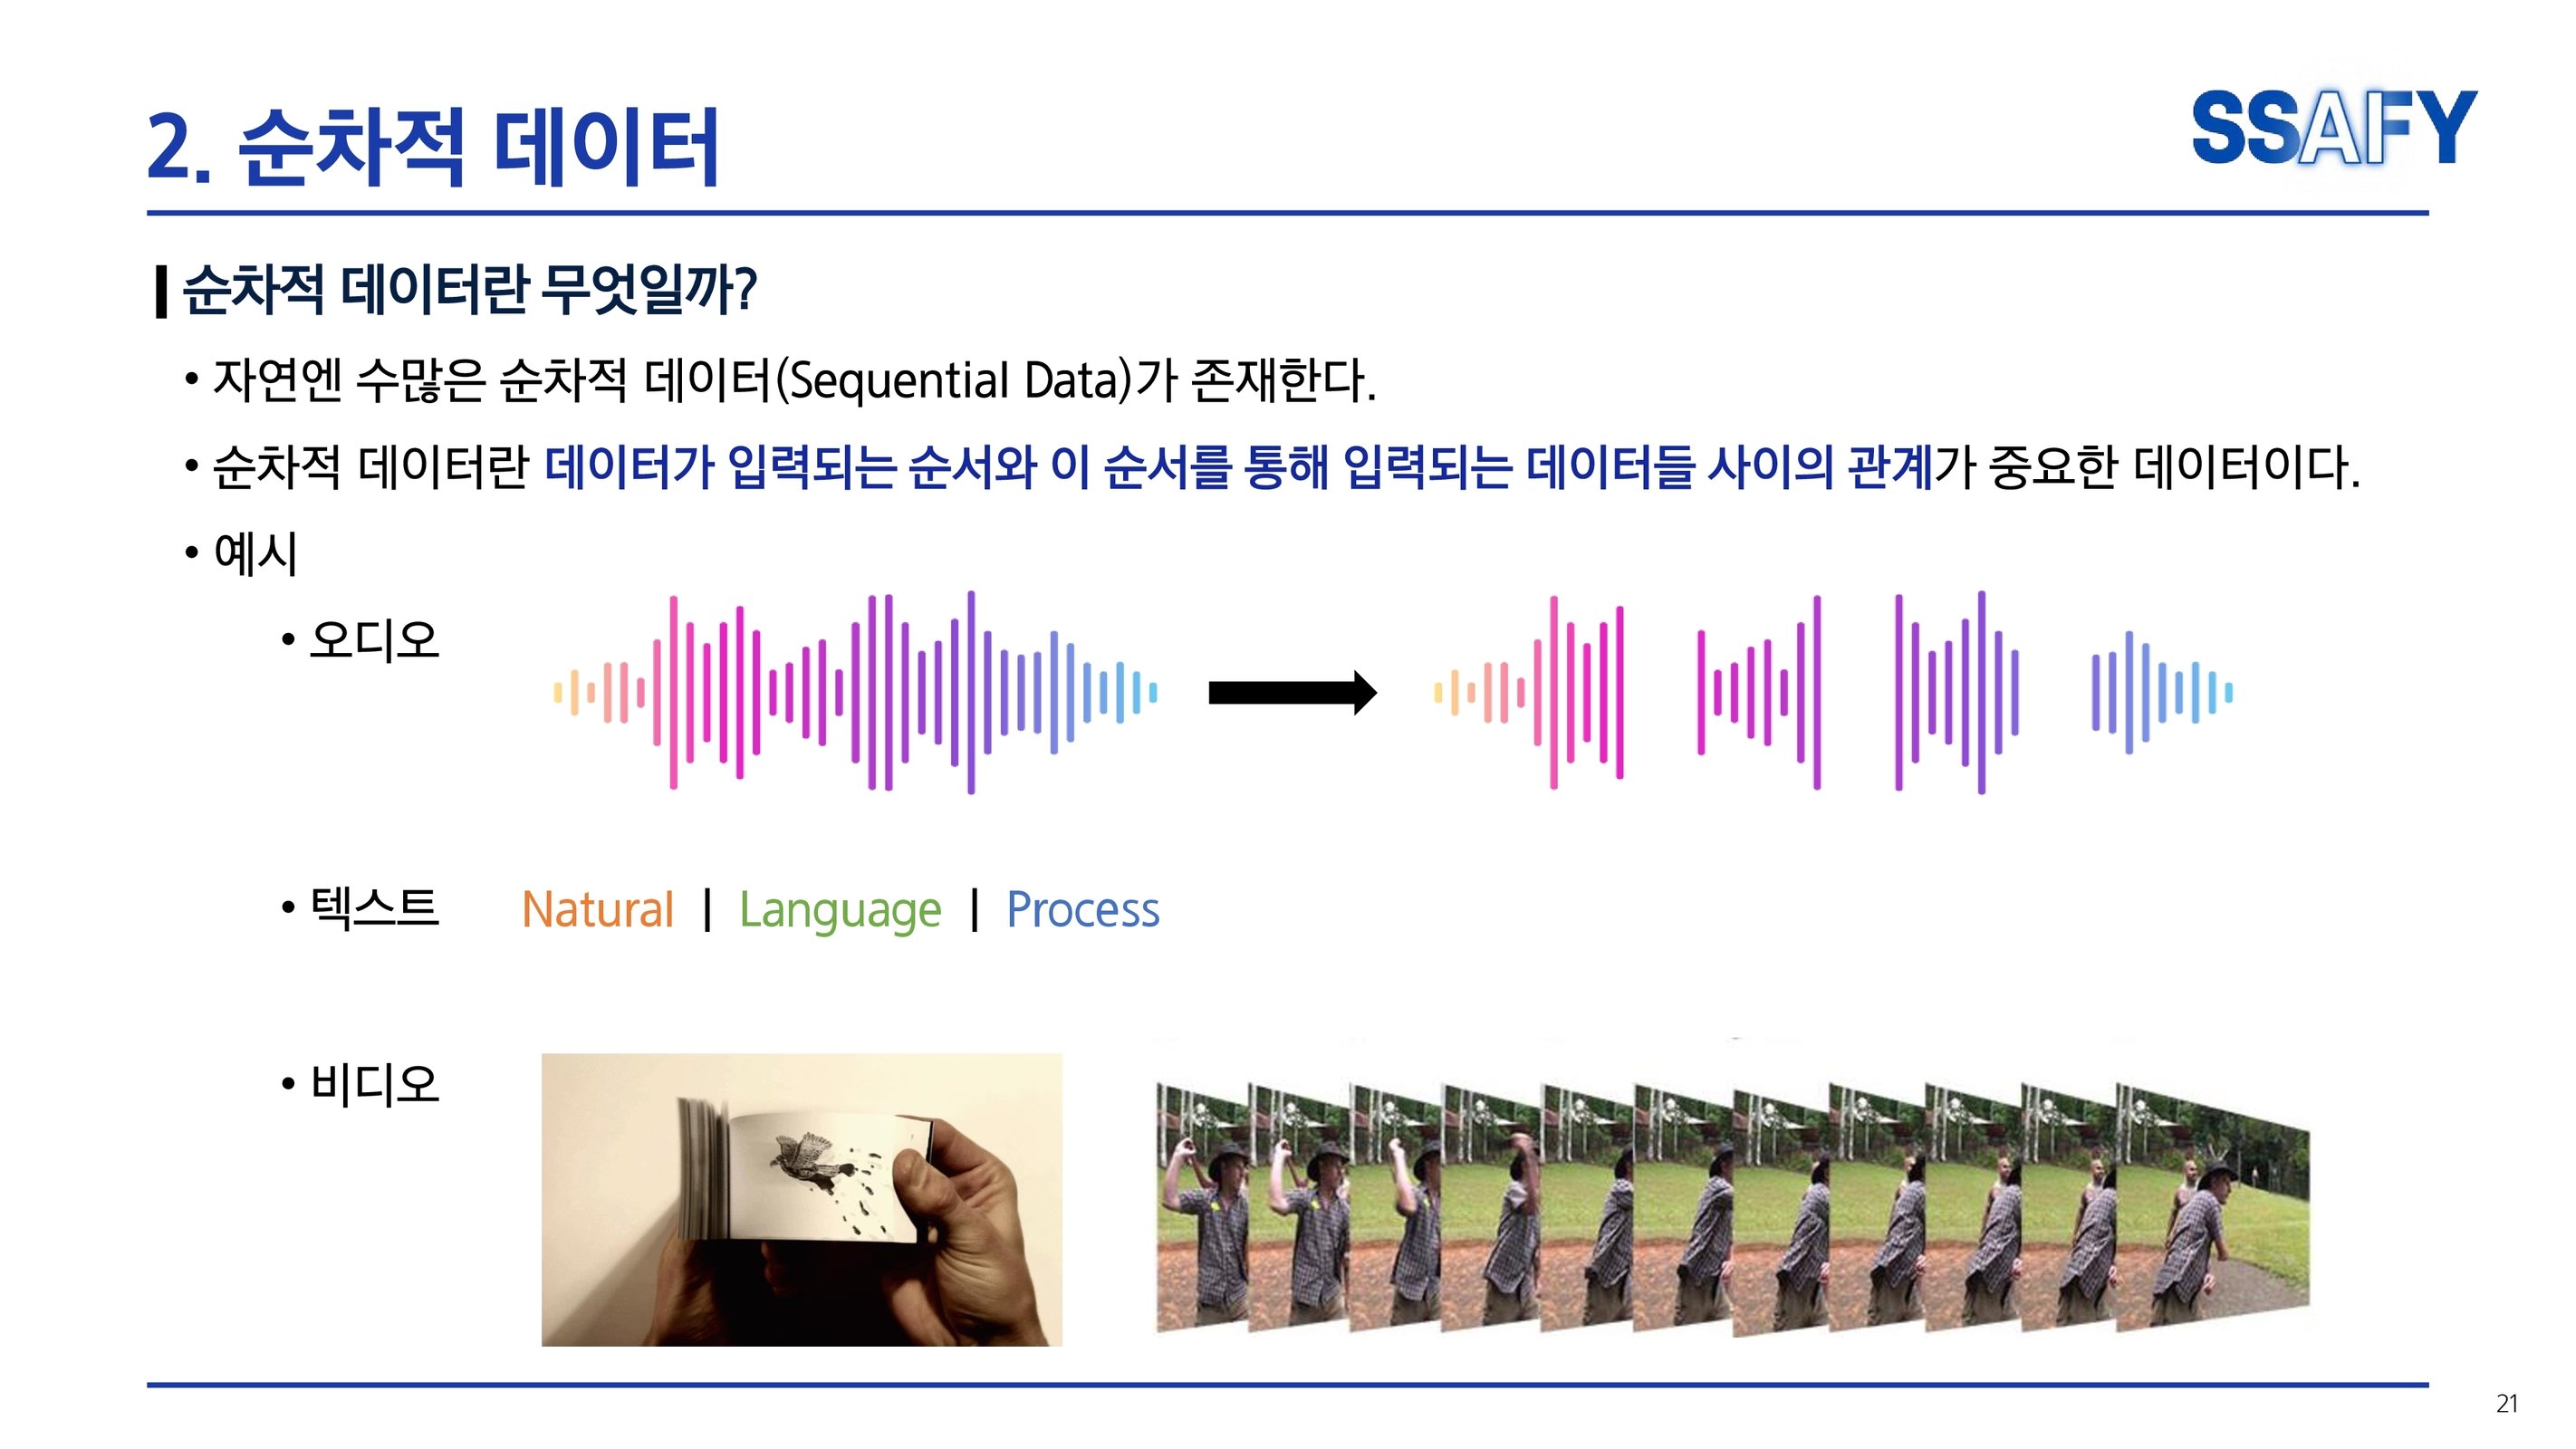 2. 순차적 데이터
SSAFY
순차적 데이터란 무엇일까?
• 자연엔 수많은 순차적 데이터(Sequential Data)가 존재한다.
• 순차적 데이터란 데이터가 입력되는 순서와 이 순서를 통해 입력되는 데이터들 사이의 관계가 중요한 데이터이다.
• 예시
• 오디오
• 텍스트 Natural | Language | Process
• 비디오
21